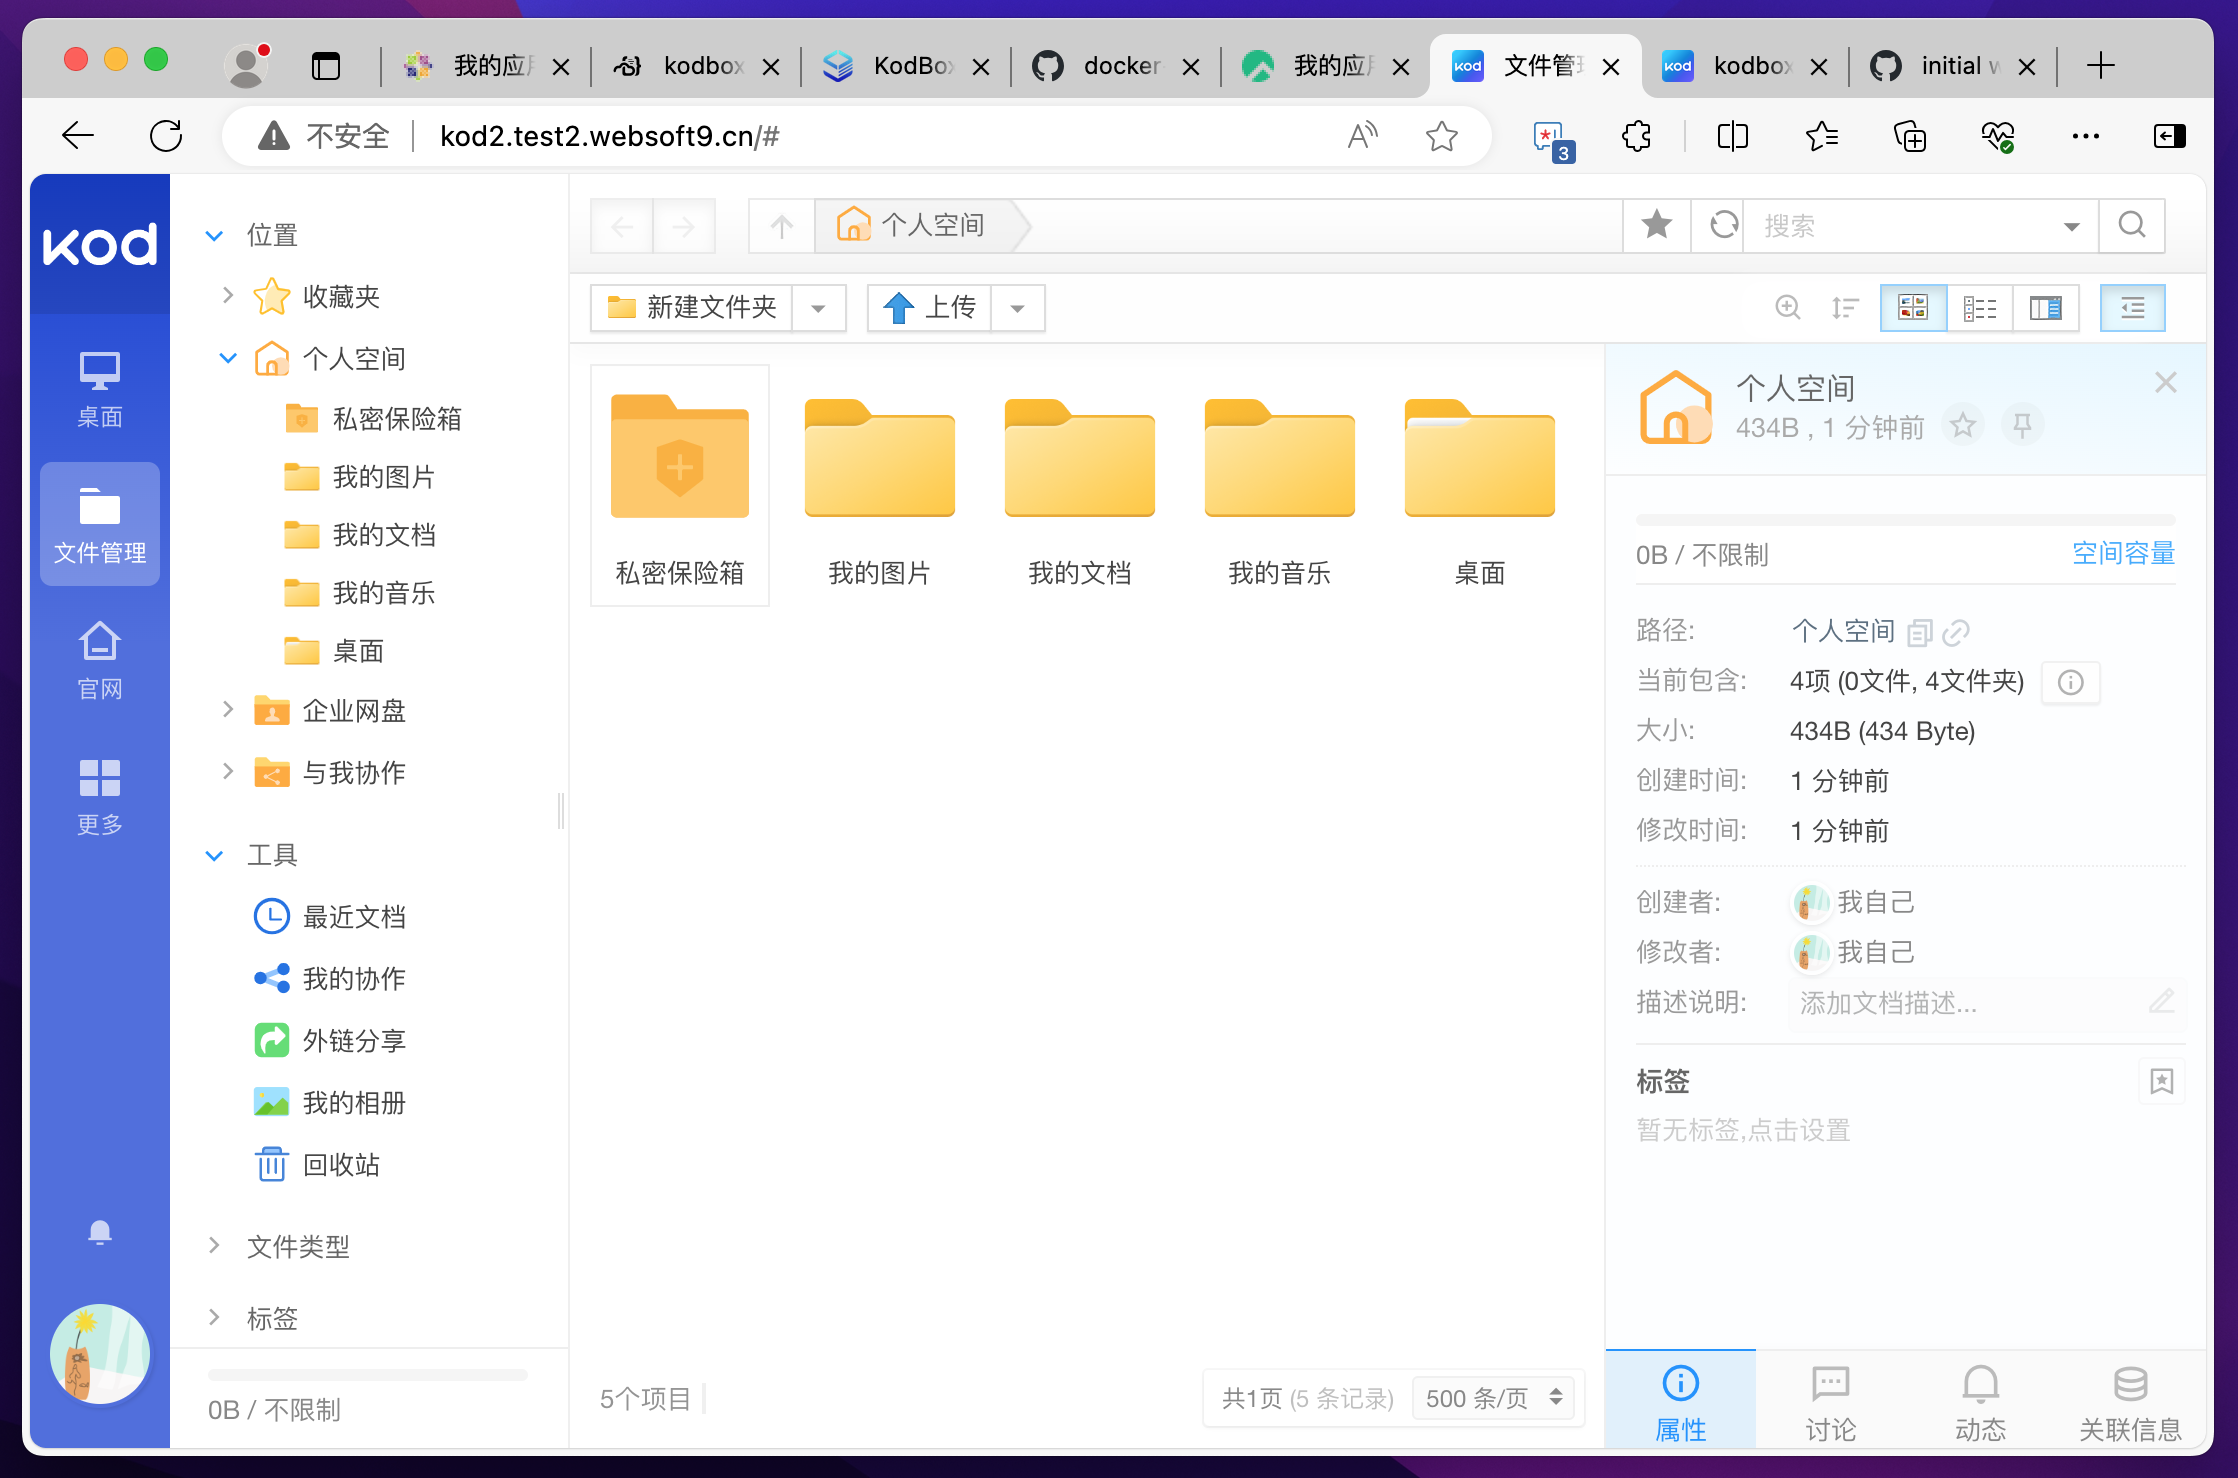 我的应
kodbox
KodBo
docker
我的应
kod
文件管
kod
kodbox
initial
不安全
kod2.test2.websoft9.cn/#
3
kod
桌面
文件管理
官网
更多
位置
收藏夹
个人空间
私密保险箱
我的图片
我的文档
我的音乐
桌面
企业网盘
与我协作
工具
最近文档
我的协作
外链分享
我的相册
回收站
文件类型
标签
0B / 不限制
个人空间
搜索
新建文件夹
上传
私密保险箱
我的图片
我的文档
我的音乐
桌面
5个项目
共1页 (5 条记录)
500 条/页
个人空间
434B , 1 分钟前
0B / 不限制
空间容量
路径: 个人空间
当前包含: 4项 (0文件, 4文件夹)
大小: 434B (434 Byte)
创建时间: 1 分钟前
修改时间: 1 分钟前
创建者: 我自己
修改者: 我自己
描述说明: 添加文档描述...
标签
暂无标签,点击设置
属性
讨论
动态
关联信息